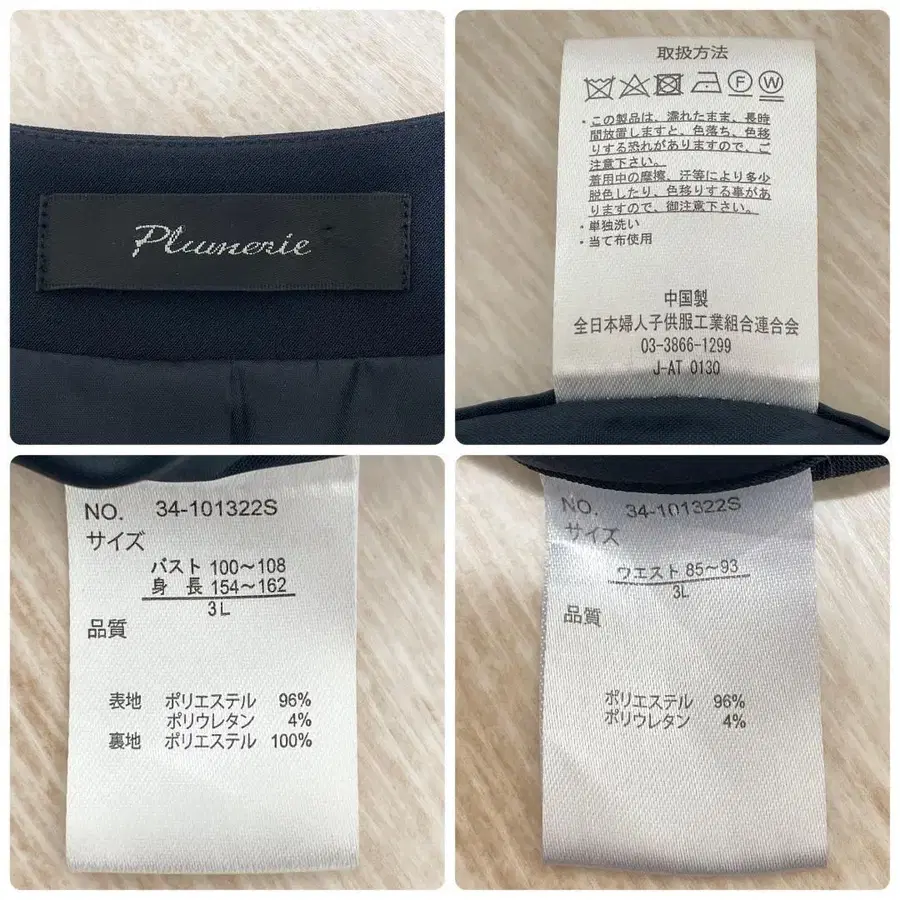 Plumerie
取扱方法
F W
・この製品は、濡れたまま、長時
間放置しますと、色落ち、色移
りする恐れがありますので、ご
注意下さい。
着用中の摩擦、汗等により多少
脱色したり、色移りする事があ
りますので、御注意下さい。
・単独洗い
・当て布使用
中国製
全日本婦人子供服工業組合連合会
03-3866-1299
J-AT 0130
NO. 34-101322S
サイズ
バスト 100～108
身 長 154～162
3L
品質
表地 ポリエステル 96%
ポリウレタン 4%
裏地 ポリエステル 100%
NO. 34-101322S
サイズ
ウエスト 85～93
3L
品質
ポリエステル 96%
ポリウレタン 4%